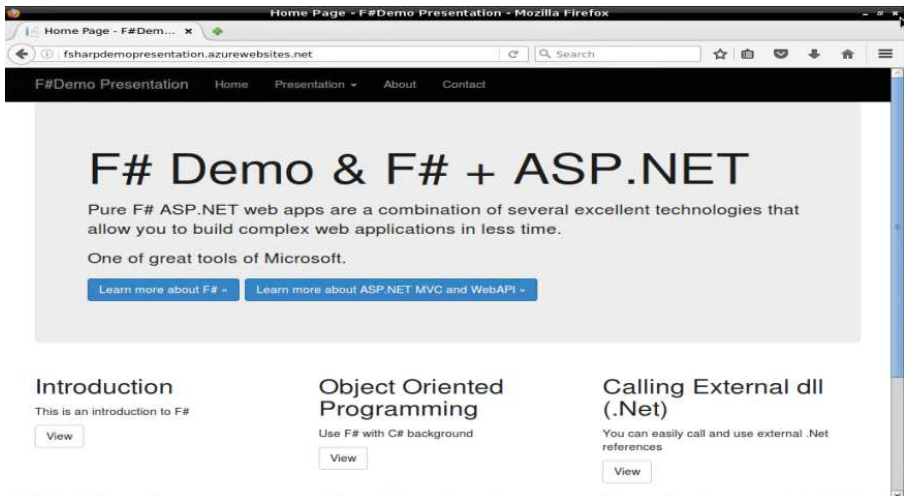 Home Page - F#Demo Presentation - Mozilla Firefox
Home Page - F#Dem...
fsharpdemopresentation.azurewebsites.net
Search
F#Demo Presentation Home Presentation About Contact
F# Demo & F# + ASP.NET
Pure F# ASP.NET web apps are a combination of several excellent technologies that
allow you to build complex web applications in less time.
One of great tools of Microsoft.
Learn more about F# » Learn more about ASP.NET MVC and WebAPI »
Introduction
This is an introduction to F#
View
Object Oriented
Programming
Use F# with C# background
View
Calling External dll
(.Net)
You can easily call and use external .Net
references
View